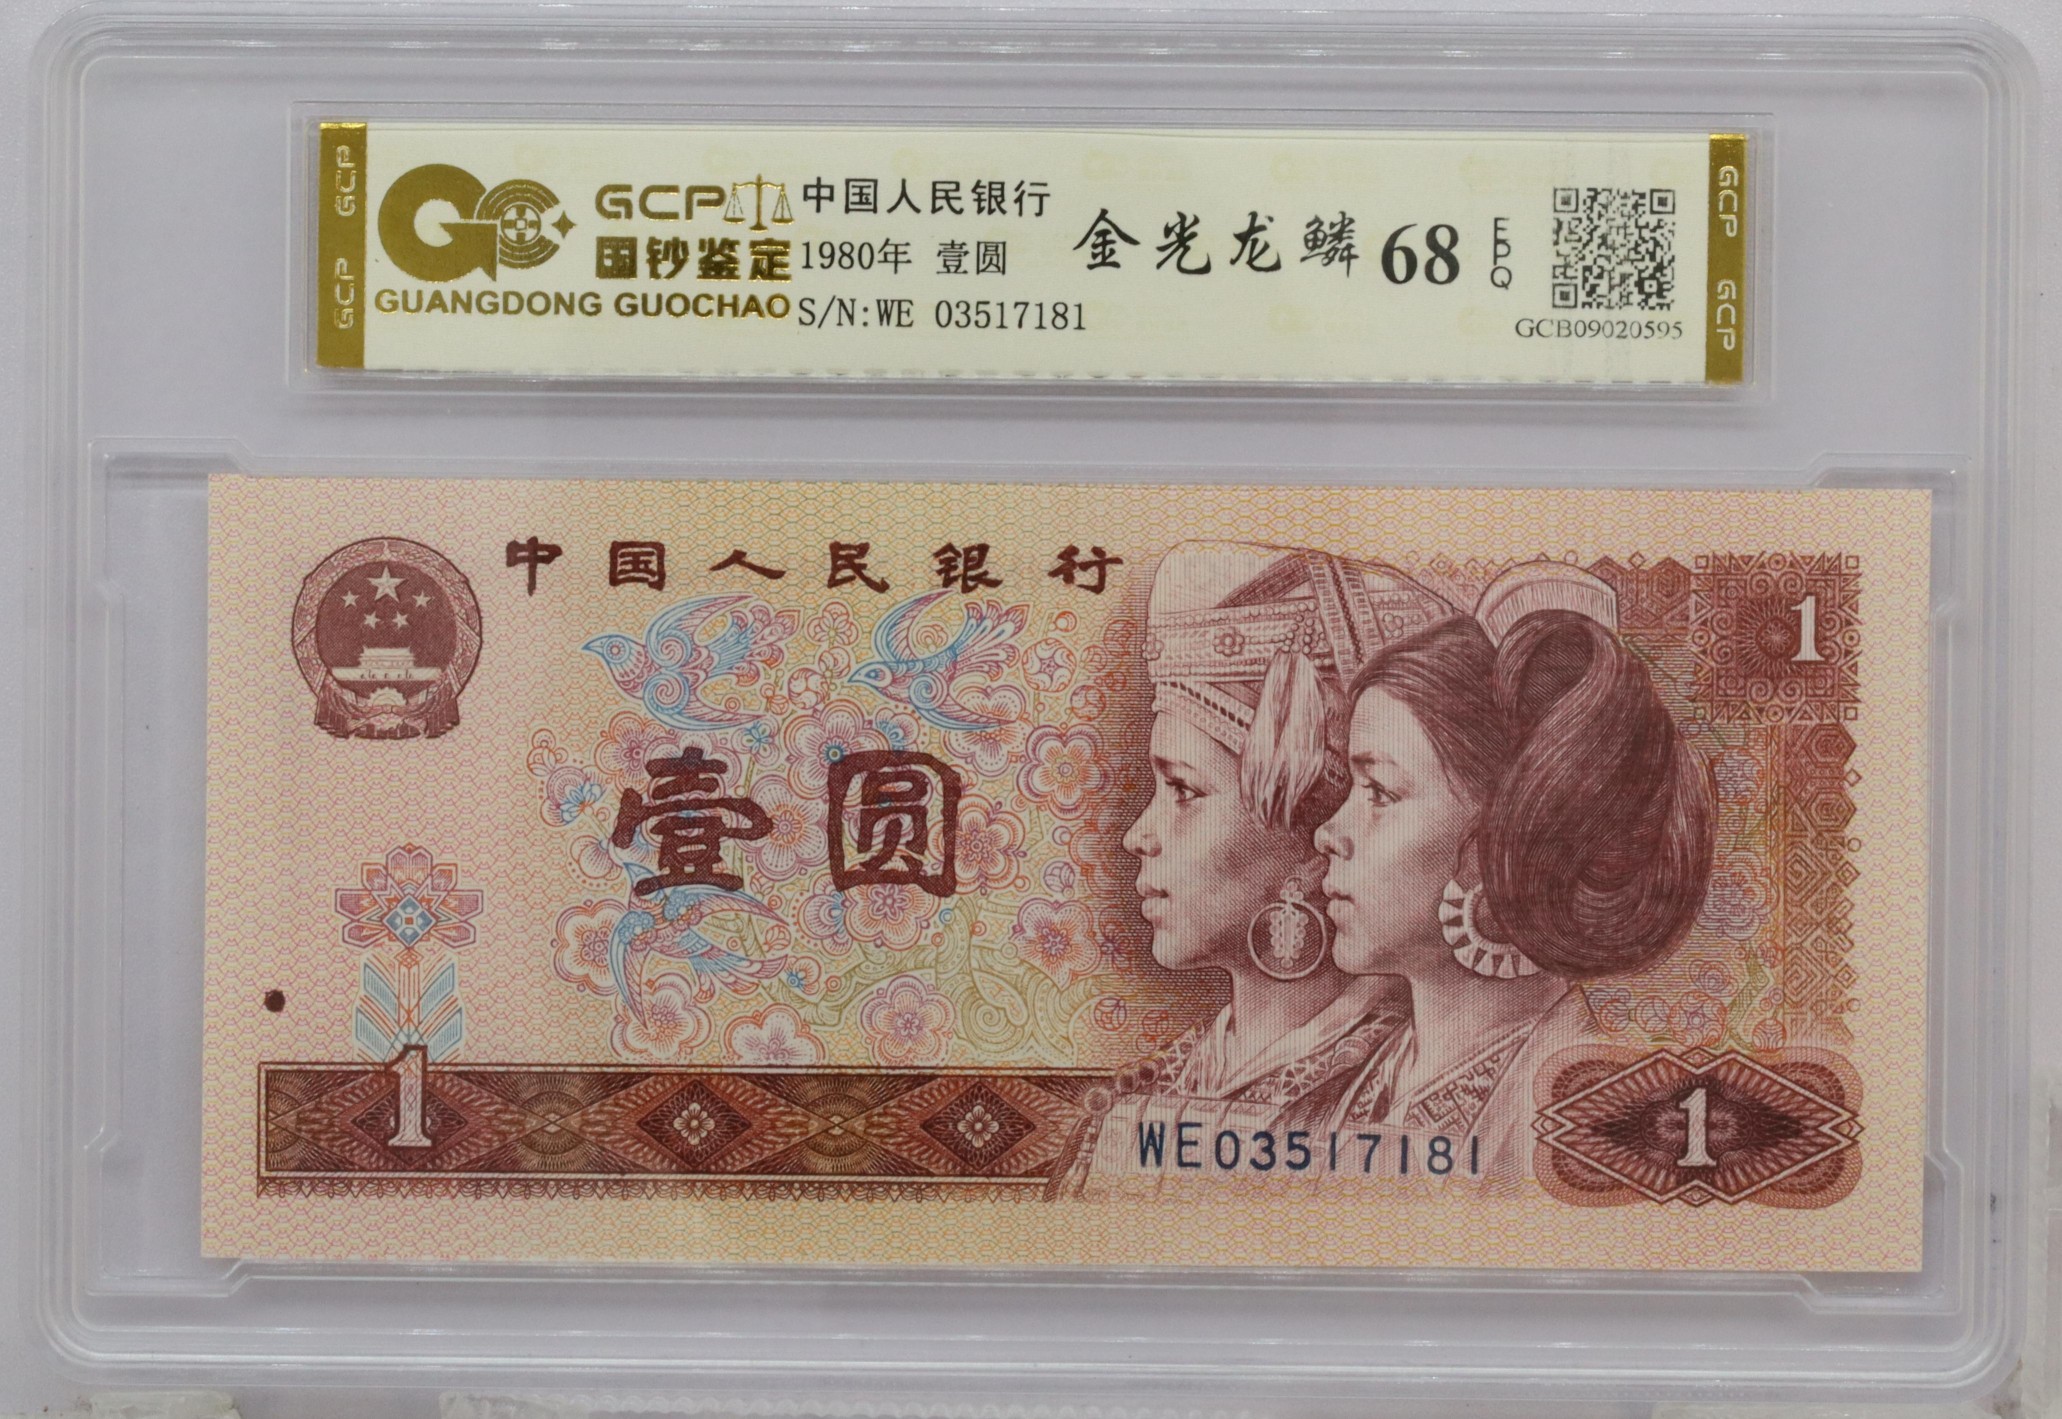 GCP
GCP
GCP
国钞鉴定
GUANGDONG GUOCHAO
中国人民银行
1980年 壹圆
S/N:WE 03517181
金光龙鳞 68 EPQ
GCB09020595
GCP
GCP
中国人民银行
1
壹圆
1
WE03517181
1